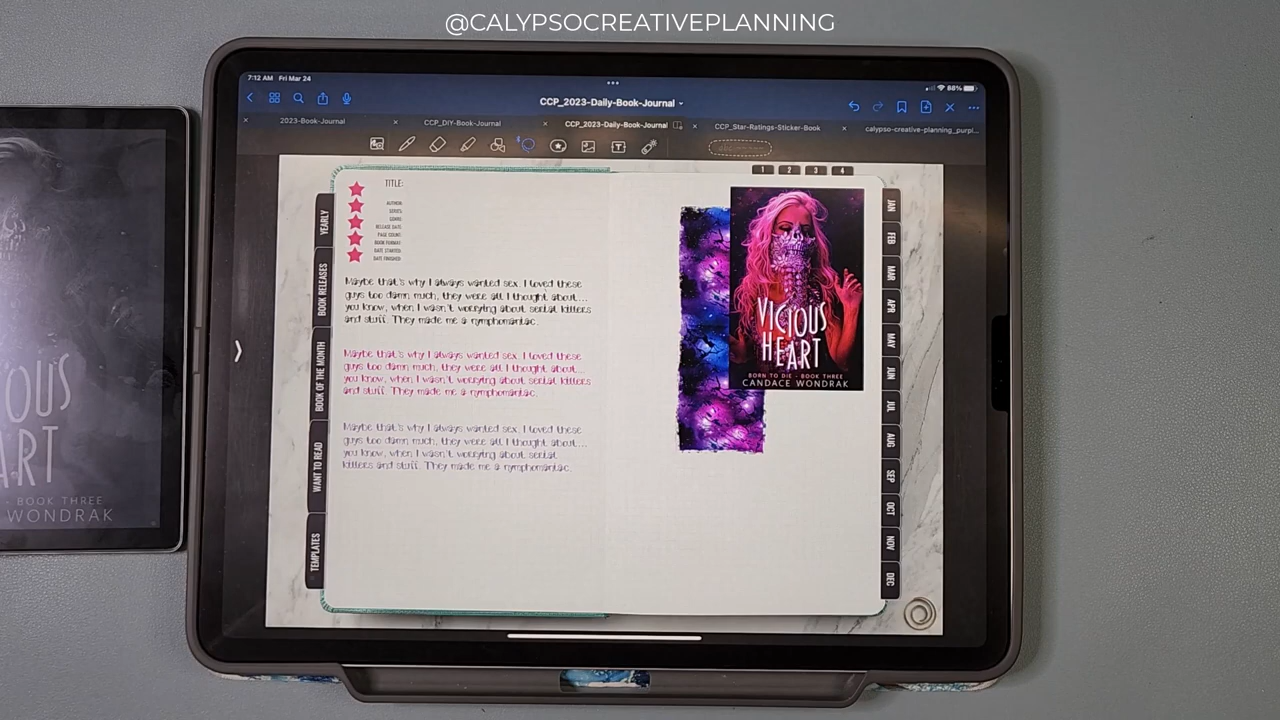 @CALYPSOCREATIVEPLANNING
7:12 AM Fri Mar 24
66%
CCP_2023-Daily-Book-Journal
2023-Book-Journal
CCP_DIY-Book-Journal
CCP_2023-Daily-Book-Journal
CCP_Star-Ratings-Sticker-Book
calypso-creative-planning_purpl...
1 2 3 4
TITLE:
AUTHOR:
SERIES:
GENRE:
RELEASE DATE:
PAGE COUNT:
BOOK FORMAT:
DATE STARTED:
DATE FINISHED:
Maybe that's why I always wanted sex. I loved these
guys too damn much, they were all I thought about...
you know, when I wasn't worrying about serial killers
and stuff. They made me a nymphomaniac.
Maybe that's why I always wanted sex. I loved these
guys too damn much, they were all I thought about...
you know, when I wasn't worrying about serial killers
and stuff. They made me a nymphomaniac.
Maybe that's why I always wanted sex. I loved these
guys too damn much, they were all I thought about...
you know, when I wasn't worrying about serial
killers and stuff. They made me a nymphomaniac.
YEARLY
BOOK RELEASES
BOOK OF THE MONTH
WANT TO READ
TEMPLATES
VICIOUS
HEART
BORN TO DIE - BOOK THREE
CANDACE WONDRAK
JAN
FEB
MAR
APR
MAY
JUN
JUL
AUG
SEP
OCT
NOV
DEC
OUS
ART
- BOOK THREE
WONDRAK